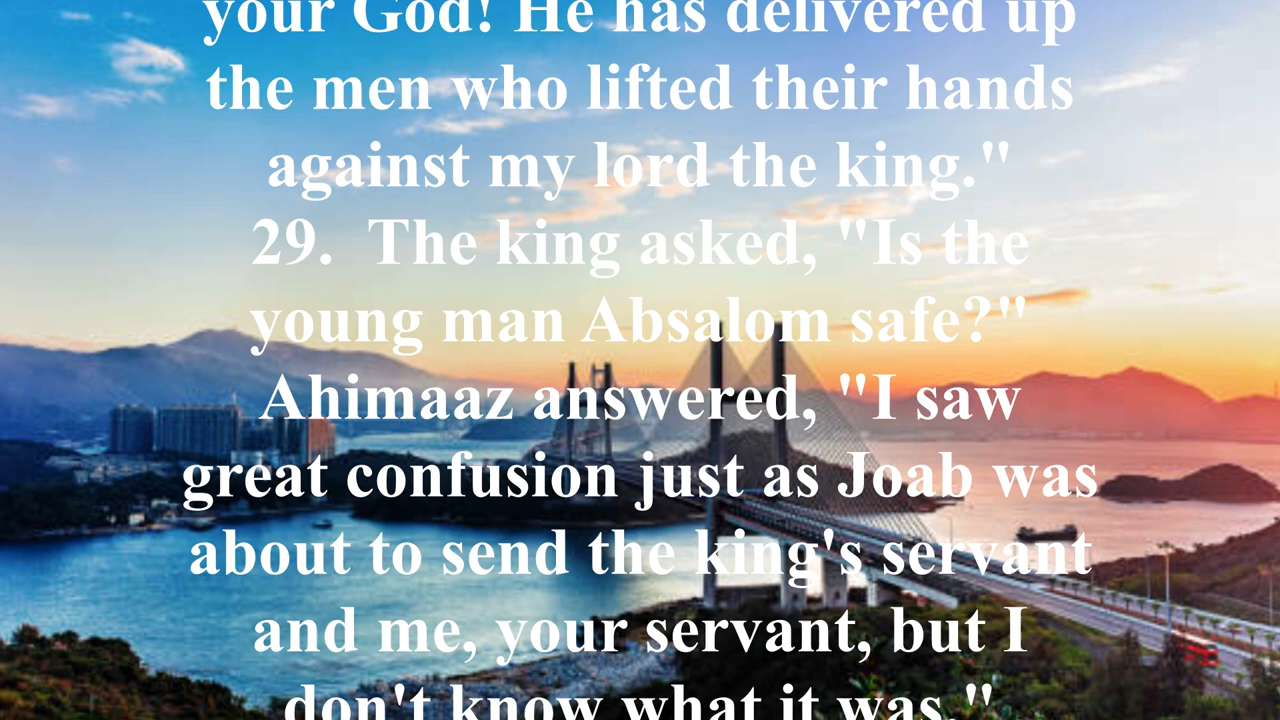 your God! He has delivered up
the men who lifted their hands
against my lord the king."
29.  The king asked, "Is the
young man Absalom safe?"
Ahimaaz answered, "I saw
great confusion just as Joab was
about to send the king's servant
and me, your servant, but I
don't know what it was."